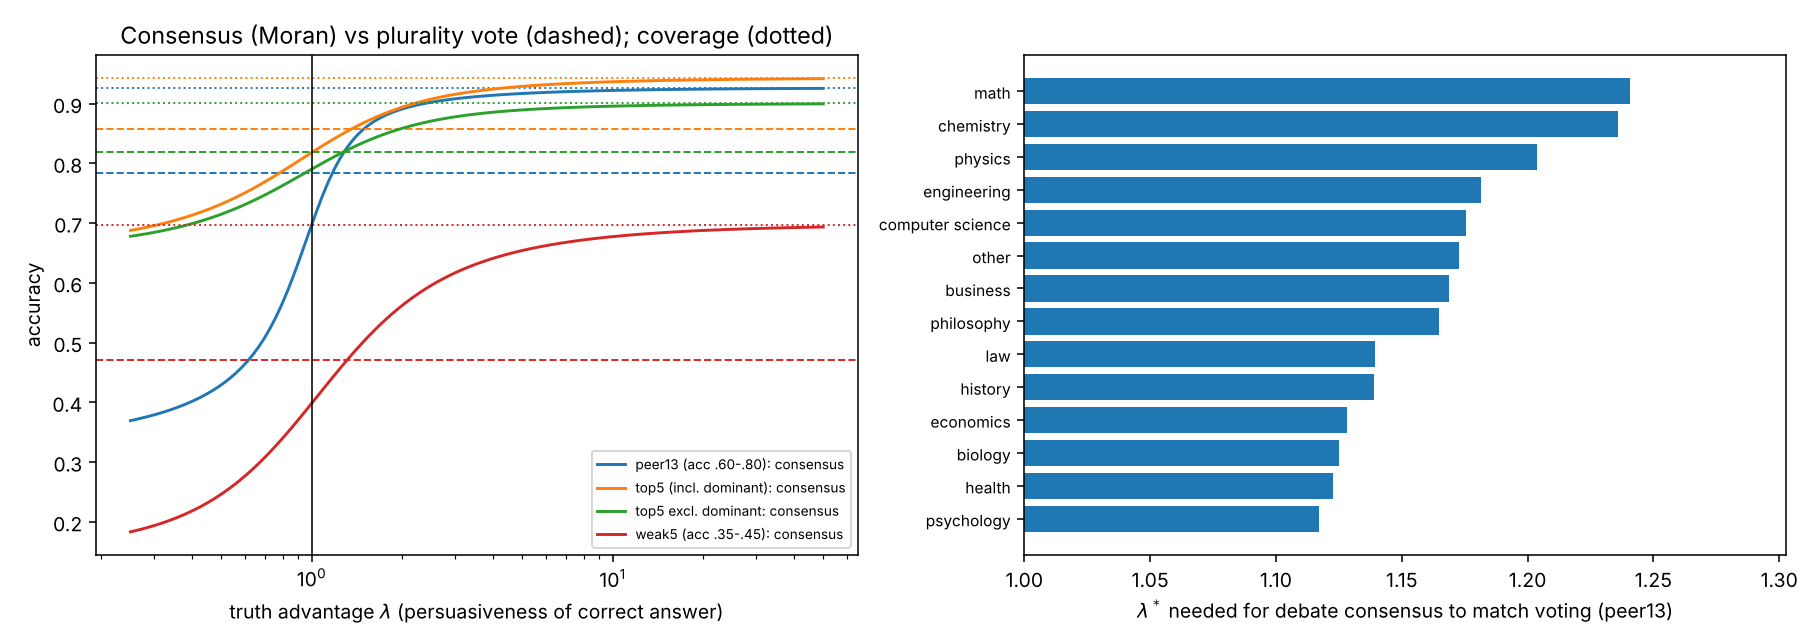 Consensus (Moran) vs plurality vote (dashed); coverage (dotted)
accuracy
0.9
0.8
0.7
0.6
0.5
0.4
0.3
0.2
peer13 (acc .60-.80): consensus
top5 (incl. dominant): consensus
top5 excl. dominant: consensus
weak5 (acc .35-.45): consensus
10⁰ 10¹
truth advantage λ (persuasiveness of correct answer)
math
chemistry
physics
engineering
computer science
other
business
philosophy
law
history
economics
biology
health
psychology
1.00 1.05 1.10 1.15 1.20 1.25 1.30
λ* needed for debate consensus to match voting (peer13)